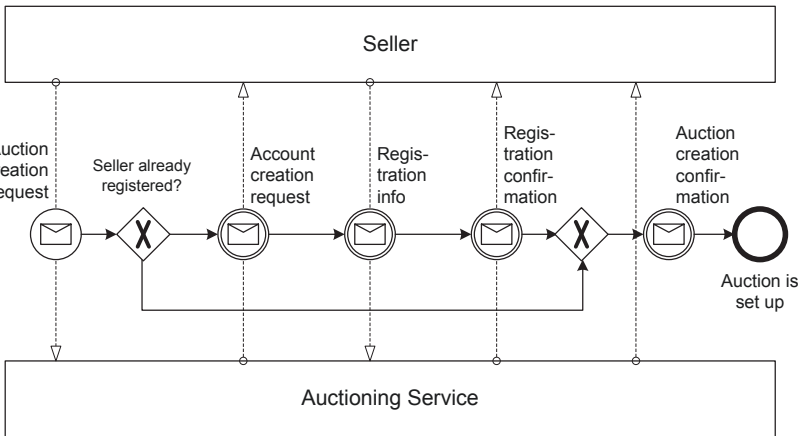 Seller
uction
reation
equest
Seller already
registered?
Account
creation
request
Regis-
tration
info
Regis-
tration
confir-
mation
Auction
creation
confir-
mation
X
X
Auction is
set up
Auctioning Service